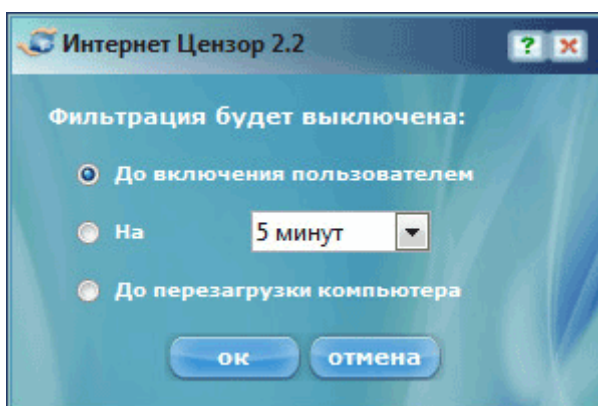 Интернет Цензор 2.2
Фильтрация будет выключена:
До включения пользователем
На 5 минут
До перезагрузки компьютера
ок отмена